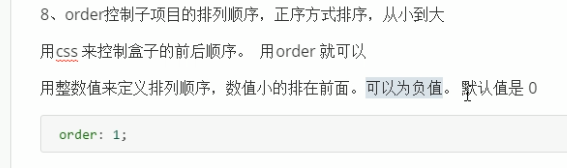 8、order控制子项目的排列顺序，正序方式排序，从小到大
用css 来控制盒子的前后顺序。 用order 就可以
用整数值来定义排列顺序，数值小的排在前面。可以为负值。 默认值是 0
order: 1;